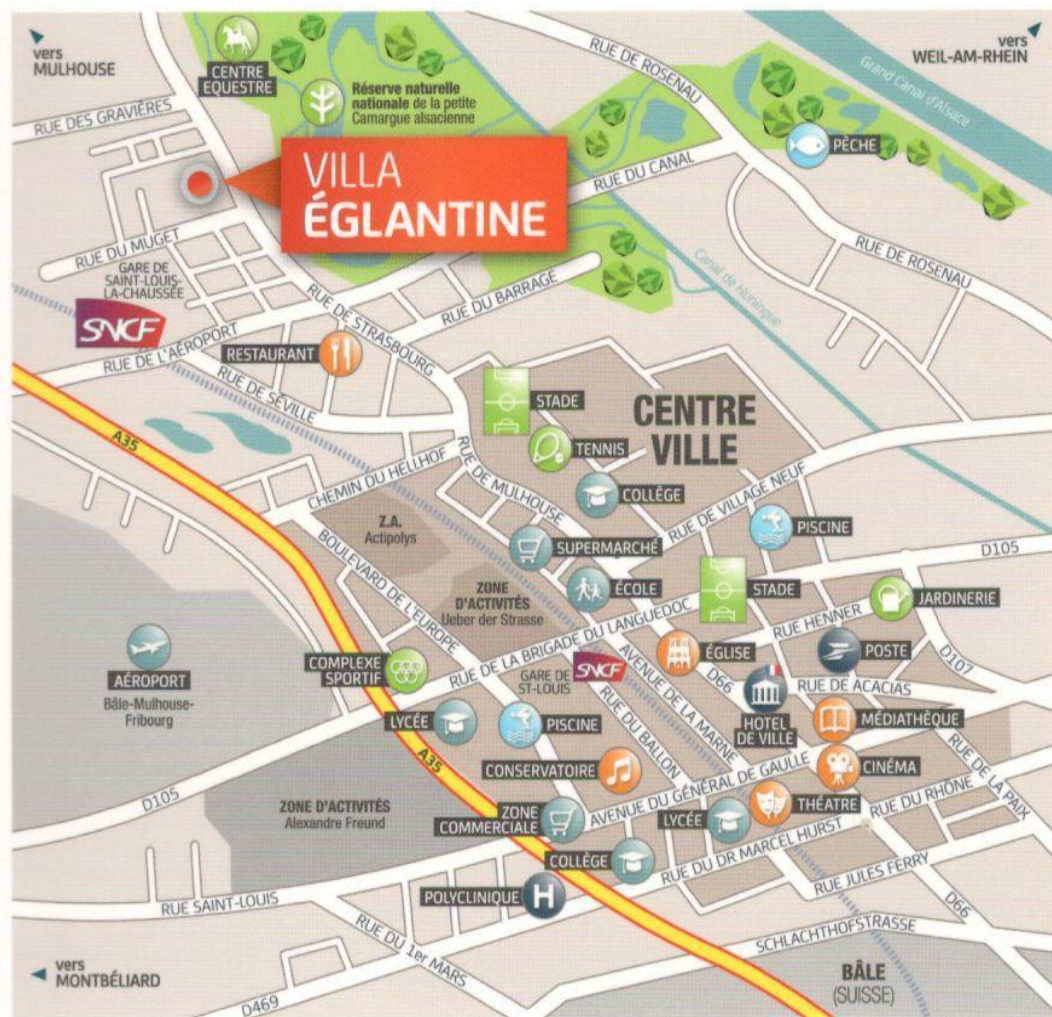 vers
MULHOUSE
CENTRE
EQUESTRE
Réserve naturelle
nationale de la petite
Camargue alsacienne
RUE DE ROSENAU
vers
WEIL-AM-RHEIN
Grand Canal d'Alsace
RUE DES GRAVIÈRES
PÈCHE
VILLA
ÉGLANTINE
RUE DU CANAL
RUE DU MUGET
RUE DE ROSENAU
Canal de Huningue
GARE DE
SAINT-LOUIS-
LA-CHAUSSÉE
SNCF
RUE DE STRASBOURG
RUE DU BARRAGE
RUE DE L'AÉROPORT
RESTAURANT
RUE DE SÉVILLE
STADE
CENTRE
VILLE
TENNIS
A35
CHEMIN DU HELLHOF
RUE DE MULHOUSE
COLLÈGE
RUE DE VILLAGE NEUF
Z.A.
Actipolys
PISCINE
SUPERMARCHÉ
D105
BOULEVARD DE L'EUROPE
ZONE
D'ACTIVITÉS
Ueber der Strasse
ÉCOLE
STADE
JARDINERIE
RUE HENNER
RUE DE LA BRIGADE DU LANGUEDOC
AÉROPORT
Bâle-Mulhouse-
Fribourg
COMPLEXE
SPORTIF
GARE DE
ST-LOUIS
SNCF
ÉGLISE
POSTE
D107
AVENUE DE LA MARNE
D66
RUE DE ACACIAS
HOTEL
DE VILLE
LYCÉE
PISCINE
RUE DU BALLON
MÉDIATHÈQUE
A35
CONSERVATOIRE
CINÉMA
RUE DE LA PAIX
D105
ZONE D'ACTIVITÉS
Alexandre Freund
ZONE
COMMERCIALE
AVENUE DU GÉNÉRAL DE GAULLE
LYCÉE
THÉATRE
RUE DU RHÔNE
COLLÈGE
RUE DU DR MARCEL HURST
POLYCLINIQUE
H
RUE JULES FERRY
RUE SAINT-LOUIS
RUE DU 1er MARS
D66
SCHLACHTHOFSTRASSE
vers
MONTBÉLIARD
D469
BÂLE
(SUISSE)